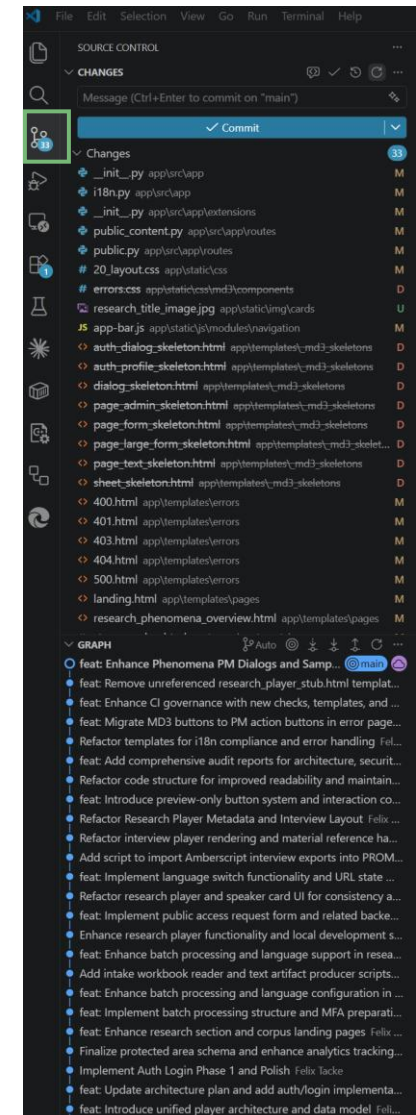 File Edit Selection View Go Run Terminal Help
SOURCE CONTROL
CHANGES
Message (Ctrl+Enter to commit on "main")
Commit
Changes 33
33
__init__.py app\src\app M
i18n.py app\src\app M
__init__.py app\src\app\extensions M
public_content.py app\src\app\routes M
public.py app\src\app\routes M
20_layout.css app\static\css M
errors.css app\static\css\md3\components D
research_title_image.jpg app\static\img\cards U
JS app-bar.js app\static\js\modules\navigation M
auth_dialog_skeleton.html app\templates\_md3_skeletons D
auth_profile_skeleton.html app\templates\_md3_skeletons D
dialog_skeleton.html app\templates\_md3_skeletons D
page_admin_skeleton.html app\templates\_md3_skeletons D
page_form_skeleton.html app\templates\_md3_skeletons D
page_large_form_skeleton.html app\templates\_md3_skelet... D
page_text_skeleton.html app\templates\_md3_skeletons D
sheet_skeleton.html app\templates\_md3_skeletons D
400.html app\templates\errors M
401.html app\templates\errors M
403.html app\templates\errors M
404.html app\templates\errors M
500.html app\templates\errors M
landing.html app\templates\pages M
research_phenomena_overview.html app\templates\pages M
GRAPH Auto
feat: Enhance Phenomena PM Dialogs and Samp... main
feat: Remove unreferenced research_player_stub.html templat...
feat: Enhance CI governance with new checks, templates, and ...
feat: Migrate MD3 buttons to PM action buttons in error page...
Refactor templates for i18n compliance and error handling Fel...
feat: Add comprehensive audit reports for architecture, securit...
Refactor code structure for improved readability and maintain...
feat: Introduce preview-only button system and interaction co...
Refactor Research Player Metadata and Interview Layout Felix ...
Refactor interview player rendering and material reference ha...
Add script to import Amberscript interview exports into PROM...
feat: Implement language switch functionality and URL state ...
Refactor research player and speaker card UI for consistency a...
feat: Implement public access request form and related backe...
Enhance research player functionality and local development s...
feat: Enhance batch processing and language support in resea...
Add intake workbook reader and text artifact producer scripts...
feat: Enhance batch processing and language configuration in ...
feat: Implement batch processing structure and MFA preparati...
feat: Enhance research section and corpus landing pages Felix ...
Finalize protected area schema and enhance analytics tracking...
Implement Auth Login Phase 1 and Polish Felix Tacke
feat: Update architecture plan and add auth/login implementa...
feat: Introduce unified player architecture and data model Feli...